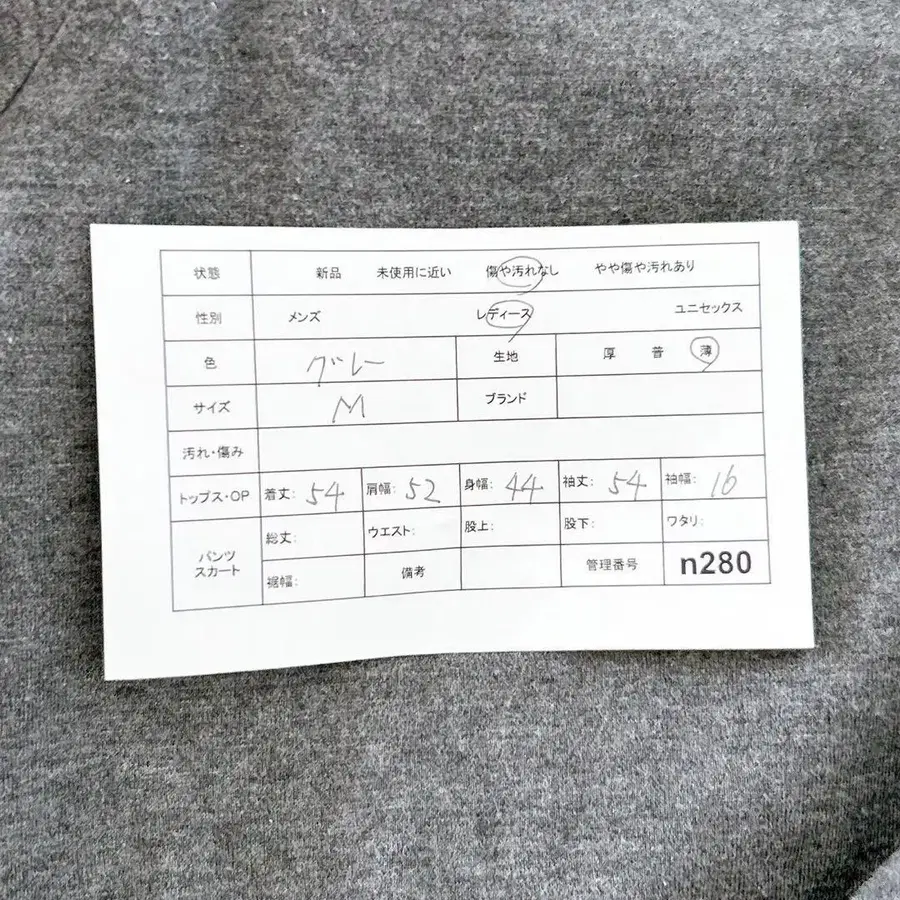 状態 新品 未使用に近い 傷や汚れなし やや傷や汚れあり
性別 メンズ レディース ユニセックス
色 グレー 生地 厚 普 薄
サイズ M ブランド
汚れ・傷み
トップス・OP 着丈: 54 肩幅: 52 身幅: 44 袖丈: 54 袖幅: 16
パンツ スカート 総丈: ウエスト: 股上: 股下: ワタリ:
裾幅: 備考 管理番号 n280